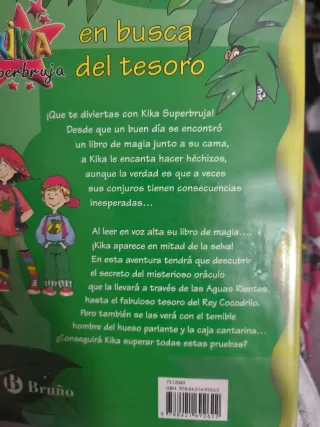 KIKA
Superbruja
en busca
del tesoro
¡Que te diviertas con Kika Superbruja!
Desde que un buen día se encontró
un libro de magia junto a su cama,
a Kika le encanta hacer hechizos,
aunque la verdad es que a veces
sus conjuros tienen consecuencias
inesperadas...
Al leer en voz alta su libro de magia....
¡Kika aparece en mitad de la selva!
En esta aventura tendrá que descubrir
el secreto del misterioso oráculo
que la llevará a través de las Aguas Rientes
hasta el fabuloso tesoro del Rey Cocodrilo.
Pero también se las verá con el terrible
hombre del hueso parlante y la caja cantarina...
¿Conseguirá Kika superar todas estas pruebas?
Bruño